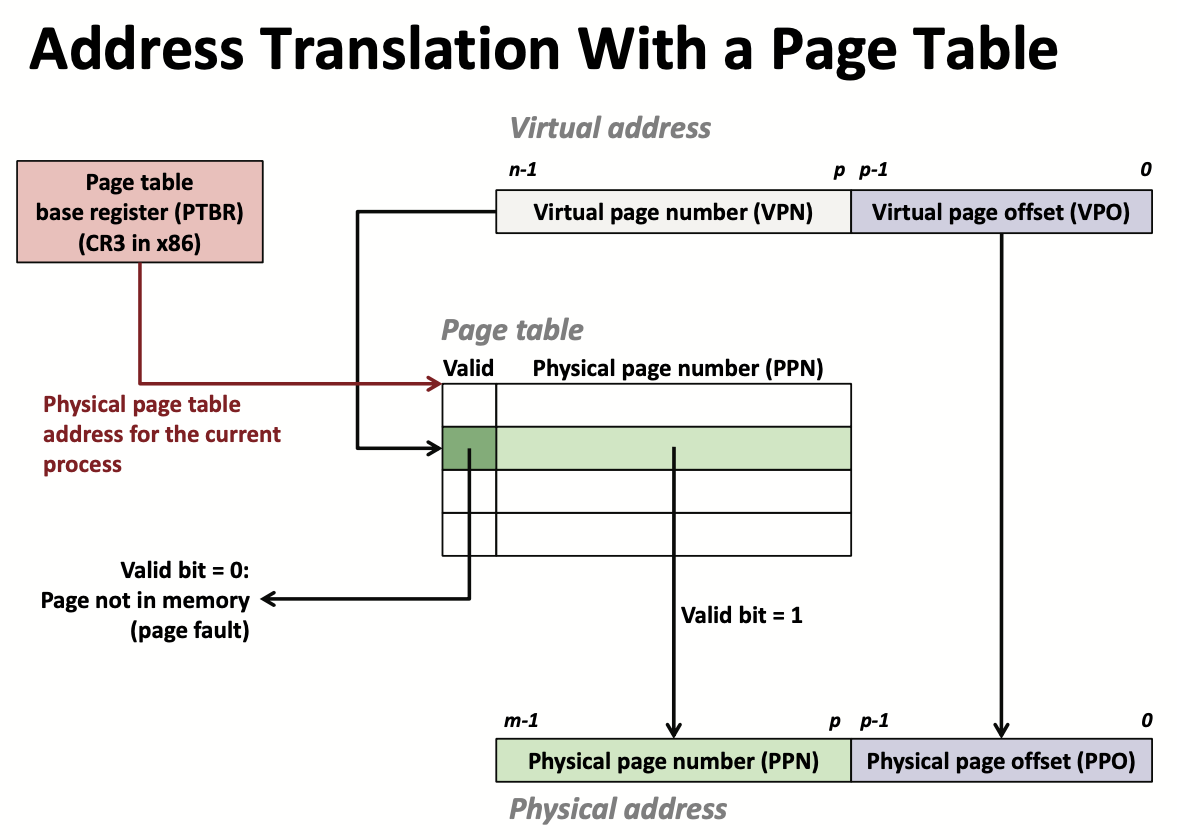 Address Translation With a Page Table
Virtual address
n-1
p
p-1
0
Page table
base register (PTBR)
(CR3 in x86)
Virtual page number (VPN)
Virtual page offset (VPO)
Page table
Valid
Physical page number (PPN)
Physical page table
address for the current
process
Valid bit = 0:
Page not in memory
(page fault)
Valid bit = 1
m-1
p
p-1
0
Physical page number (PPN)
Physical page offset (PPO)
Physical address